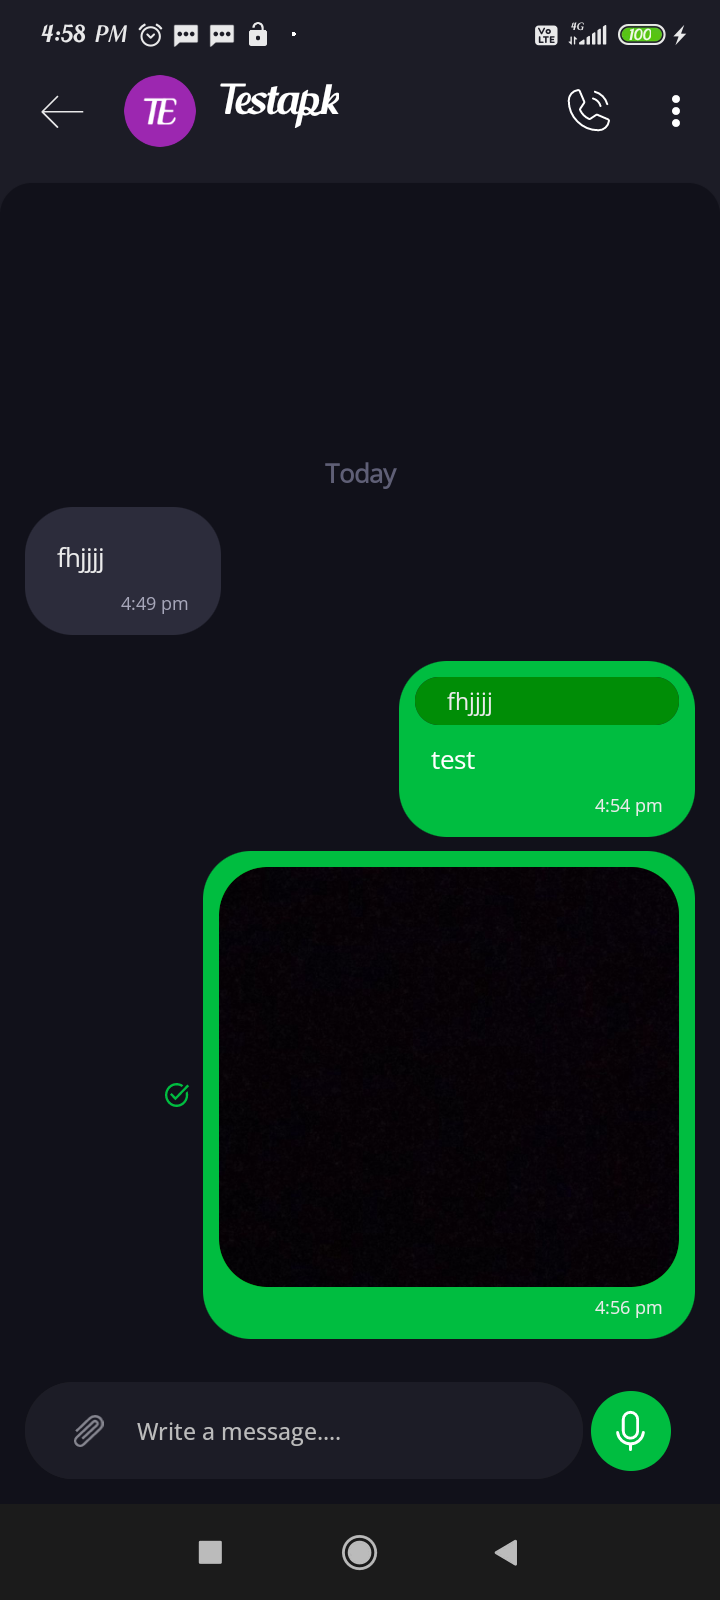 4:58 PM
Vo LTE 4G 100
TE Testapk
Today
fhjjjj
4:49 pm
fhjjjj
test
4:54 pm
4:56 pm
Write a message....